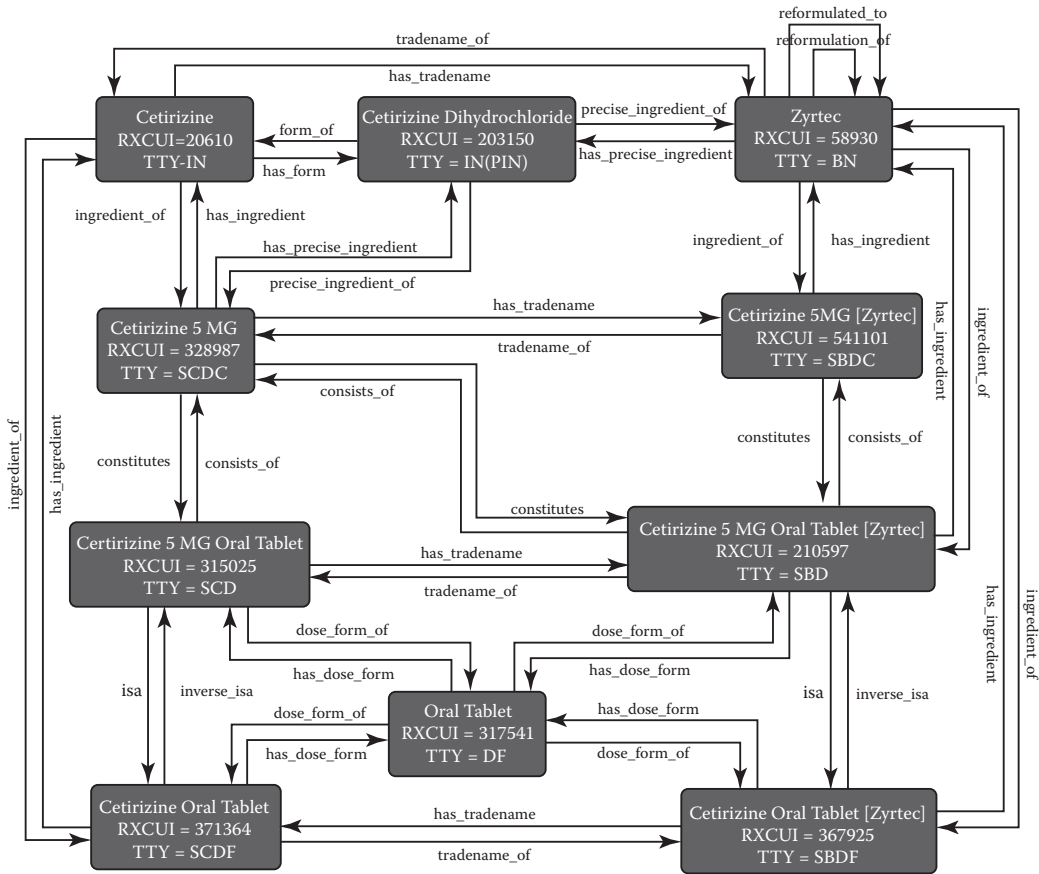 reformulated_to
tradename_of
reformulation_of
has_tradename
Cetirizine
RXCUI=20610
TTY-IN
form_of
has_form
Cetirizine Dihydrochloride
RXCUI = 203150
TTY = IN(PIN)
precise_ingredient_of
has_precise_ingredient
Zyrtec
RXCUI = 58930
TTY = BN
ingredient_of
has_ingredient
has_precise_ingredient
precise_ingredient_of
ingredient_of
has_ingredient
Cetirizine 5 MG
RXCUI = 328987
TTY = SCDC
has_tradename
tradename_of
Cetirizine 5MG [Zyrtec]
RXCUI = 541101
TTY = SBDC
has_ingredient
ingredient_of
consists_of
ingredient_of
has_ingredient
constitutes
consists_of
constitutes
consists_of
constitutes
Certirizine 5 MG Oral Tablet
RXCUI = 315025
TTY = SCD
has_tradename
tradename_of
Cetirizine 5 MG Oral Tablet [Zyrtec]
RXCUI = 210597
TTY = SBD
has_ingredient
ingredient_of
dose_form_of
has_dose_form
dose_form_of
has_dose_form
isa
inverse_isa
isa
inverse_isa
Oral Tablet
RXCUI = 317541
TTY = DF
dose_form_of
has_dose_form
has_dose_form
dose_form_of
Cetirizine Oral Tablet
RXCUI = 371364
TTY = SCDF
has_tradename
tradename_of
Cetirizine Oral Tablet [Zyrtec]
RXCUI = 367925
TTY = SBDF